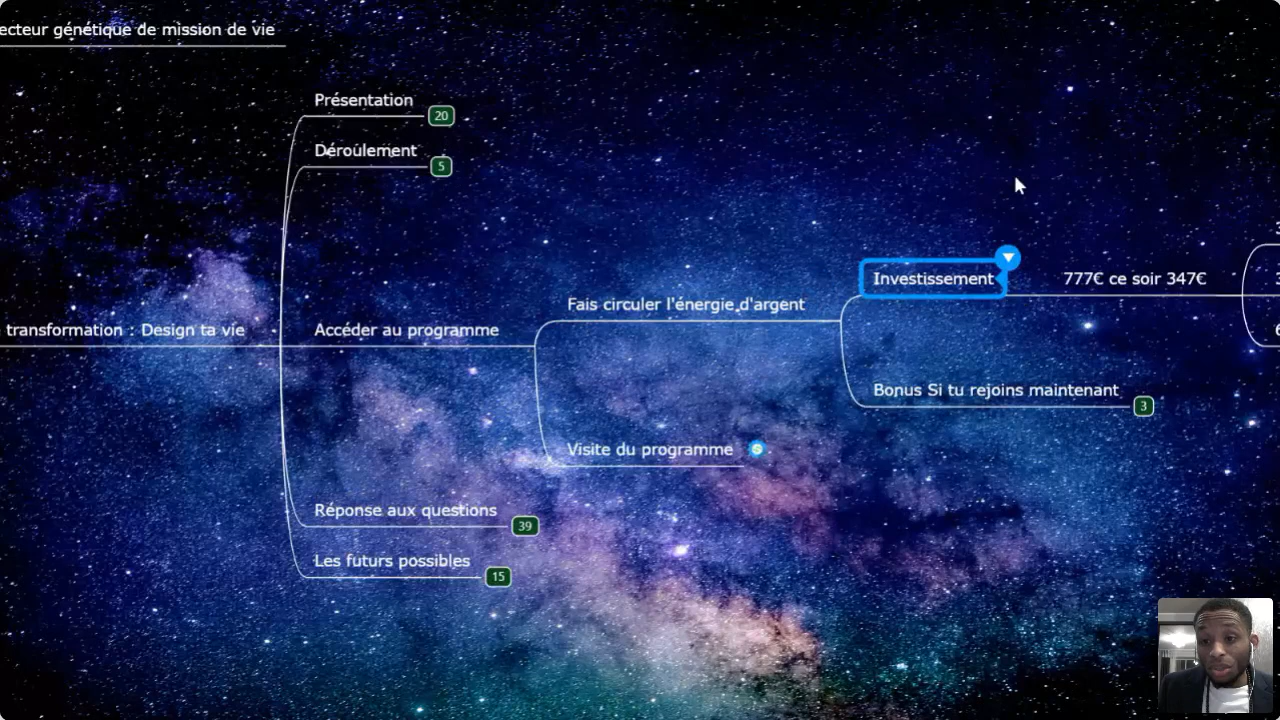 ecteur génétique de mission de vie
Présentation
20
Déroulement
5
Investissement
777€ ce soir 347€
Fais circuler l'énergie d'argent
transformation : Design ta vie
Accéder au programme
Bonus Si tu rejoins maintenant
3
Visite du programme
Réponse aux questions
39
Les futurs possibles
15